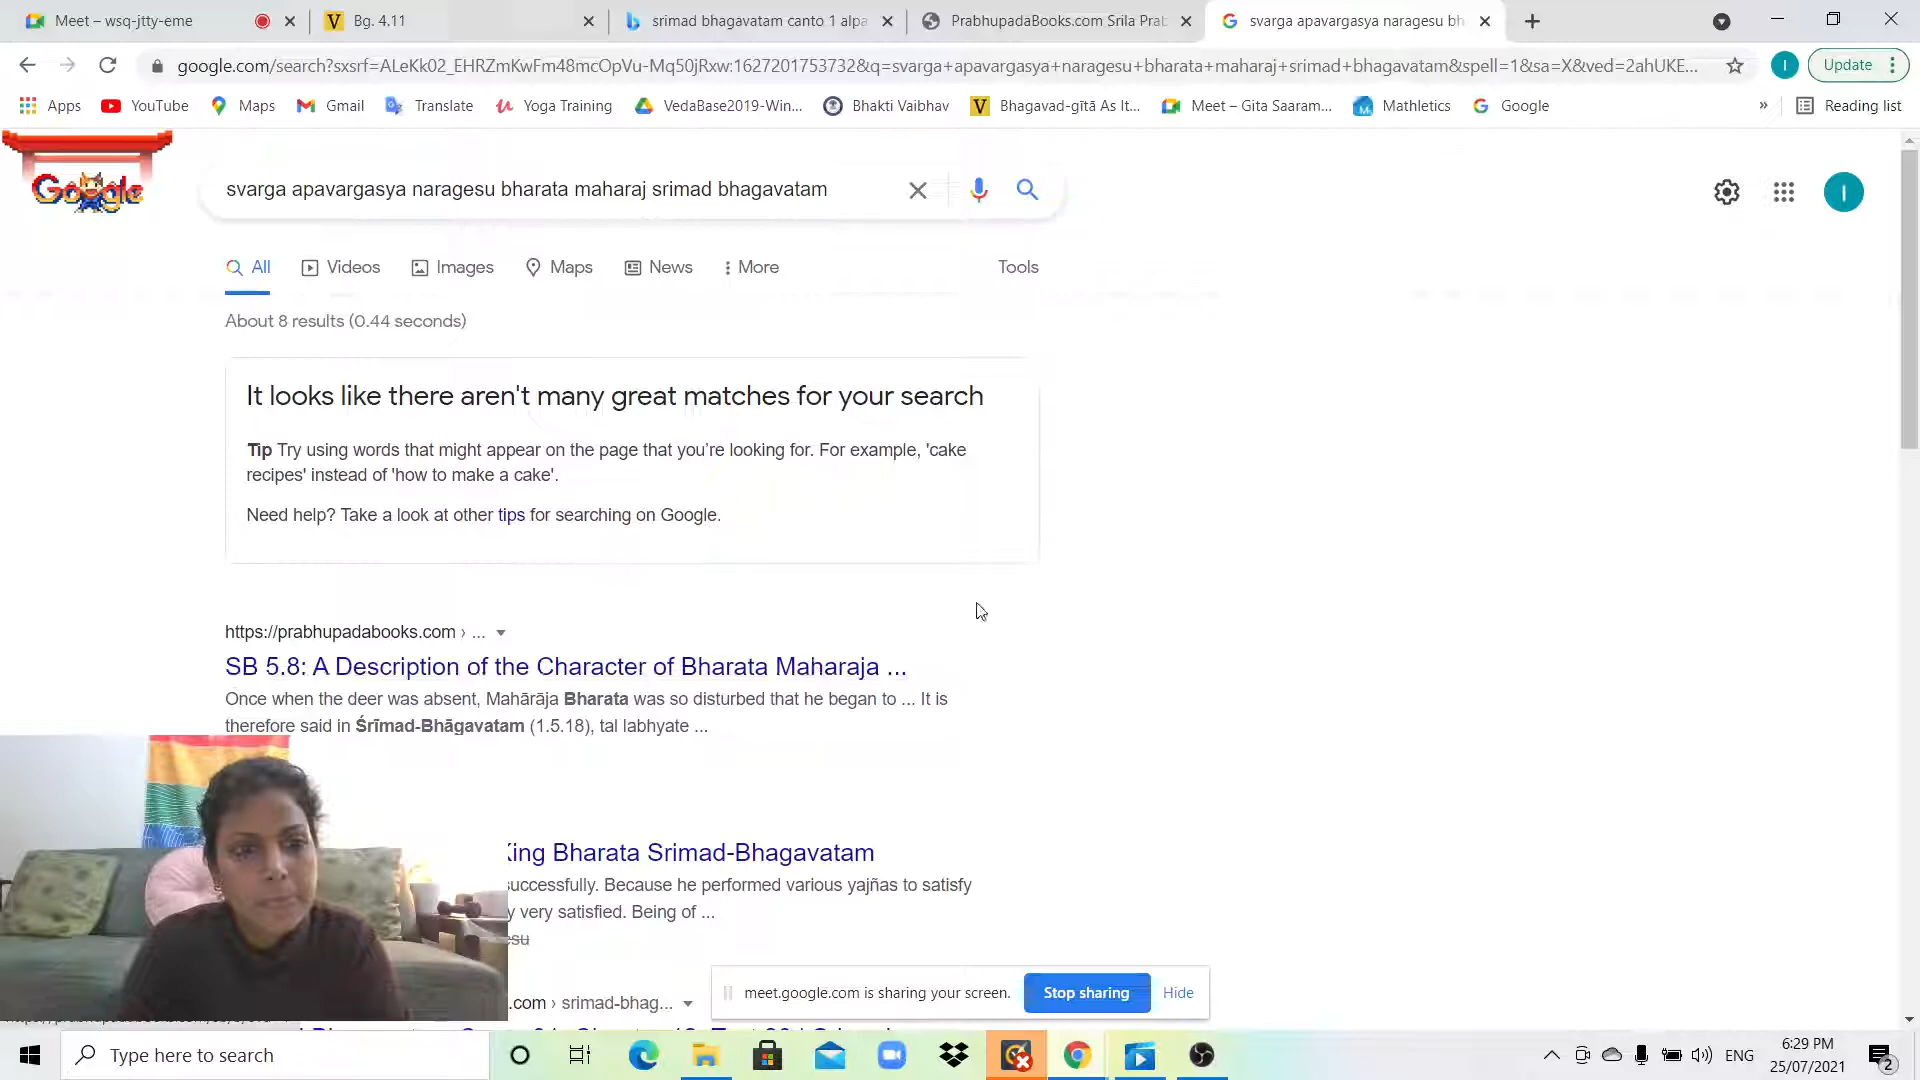 Meet – wsq-jtty-eme
Bg. 4.11
srimad bhagavatam canto 1 alpa
PrabhupadaBooks.com Srila Prab
svarga apavargasya naragesu bh
google.com/search?sxsrf=ALeKk02_EHRZmKwFm48mcOpVu-Mq50jRxw:1627201753732&q=svarga+apavargasya+naragesu+bharata+maharaj+srimad+bhagavatam&spell=1&sa=X&ved=2ahUKE...
I
Update
Apps
YouTube
Maps
Gmail
Translate
Yoga Training
VedaBase2019-Win...
Bhakti Vaibhav
Bhagavad-gītā As It...
Meet – Gita Saaram...
Mathletics
Google
»
Reading list
Google
svarga apavargasya naragesu bharata maharaj srimad bhagavatam
I
All
Videos
Images
Maps
News
More
Tools
About 8 results (0.44 seconds)
It looks like there aren't many great matches for your search
Tip Try using words that might appear on the page that you're looking for. For example, 'cake
recipes' instead of 'how to make a cake'.
Need help? Take a look at other tips for searching on Google.
https://prabhupadabooks.com › ...
SB 5.8: A Description of the Character of Bharata Maharaja ...
Once when the deer was absent, Mahārāja Bharata was so disturbed that he began to ... It is
therefore said in Śrīmad-Bhāgavatam (1.5.18), tal labhyate ...
King Bharata Srimad-Bhagavatam
successfully. Because he performed various yajñas to satisfy
y very satisfied. Being of ...
esu
.com › srimad-bhag...
meet.google.com is sharing your screen.
Stop sharing
Hide
Type here to search
ENG
6:29 PM
25/07/2021
2